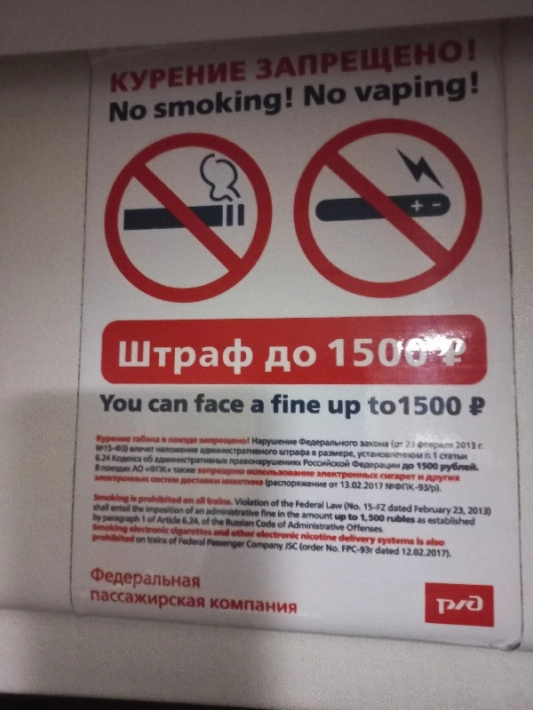 КУРЕНИЕ ЗАПРЕЩЕНО!
No smoking! No vaping!
+ −
Штраф до 1500 ₽
You can face a fine up to1500 ₽
Курение табака в поезде запрещено! Нарушение Федерального закона (от 23 февраля 2013 г.
№15-ФЗ) влечет наложение административного штрафа в размере, установленном п.1 статьи
6.24 Кодекса об административных правонарушениях Российской Федерации до 1500 рублей.
В поездах АО «ФПК» также запрещено использование электронных сигарет и других
электронных систем доставки никотина (распоряжение от 13.02.2017 №ФПК-93/р).
Smoking is prohibited on all trains. Violation of the Federal Law (No. 15-FZ dated February 23, 2013)
shall entail the imposition of an administrative fine in the amount up to 1,500 rubles as established
by paragraph 1 of Article 6.24, of the Russian Code of Administrative Offenses.
Smoking electronic cigarettes and other electronic nicotine delivery systems is also
prohibited on trains of Federal Passenger Company JSC (order No. FPC-93r dated 12.02.2017).
Федеральная
пассажирская компания
ржд